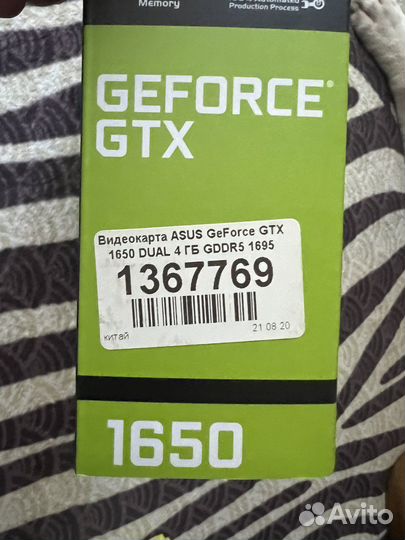 Memory
Production Process
GEFORCE®
GTX
Видеокарта ASUS GeForce GTX
1650 DUAL 4 ГБ GDDR5 1695
1367769
китай
21.08.20
1650
Avito